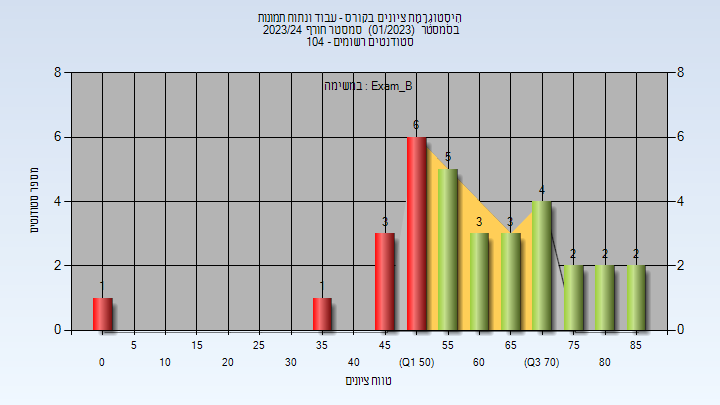 היסטוגרמת ציונים בקורס - עבוד ונתוח תמונות
בסמסטר (01/2023) סמסטר חורף 2023/24
סטודנטים רשומים - 104
במשימה : Exam_B
מספר סטודנטים
8 8
6 6
4 4
2 2
0 0
1 1 3 6 5 3 3 4 2 2 2
5 15 25 35 45 55 65 75 85
0 10 20 30 40 (Q1 50) 60 (Q3 70) 80
טווח ציונים